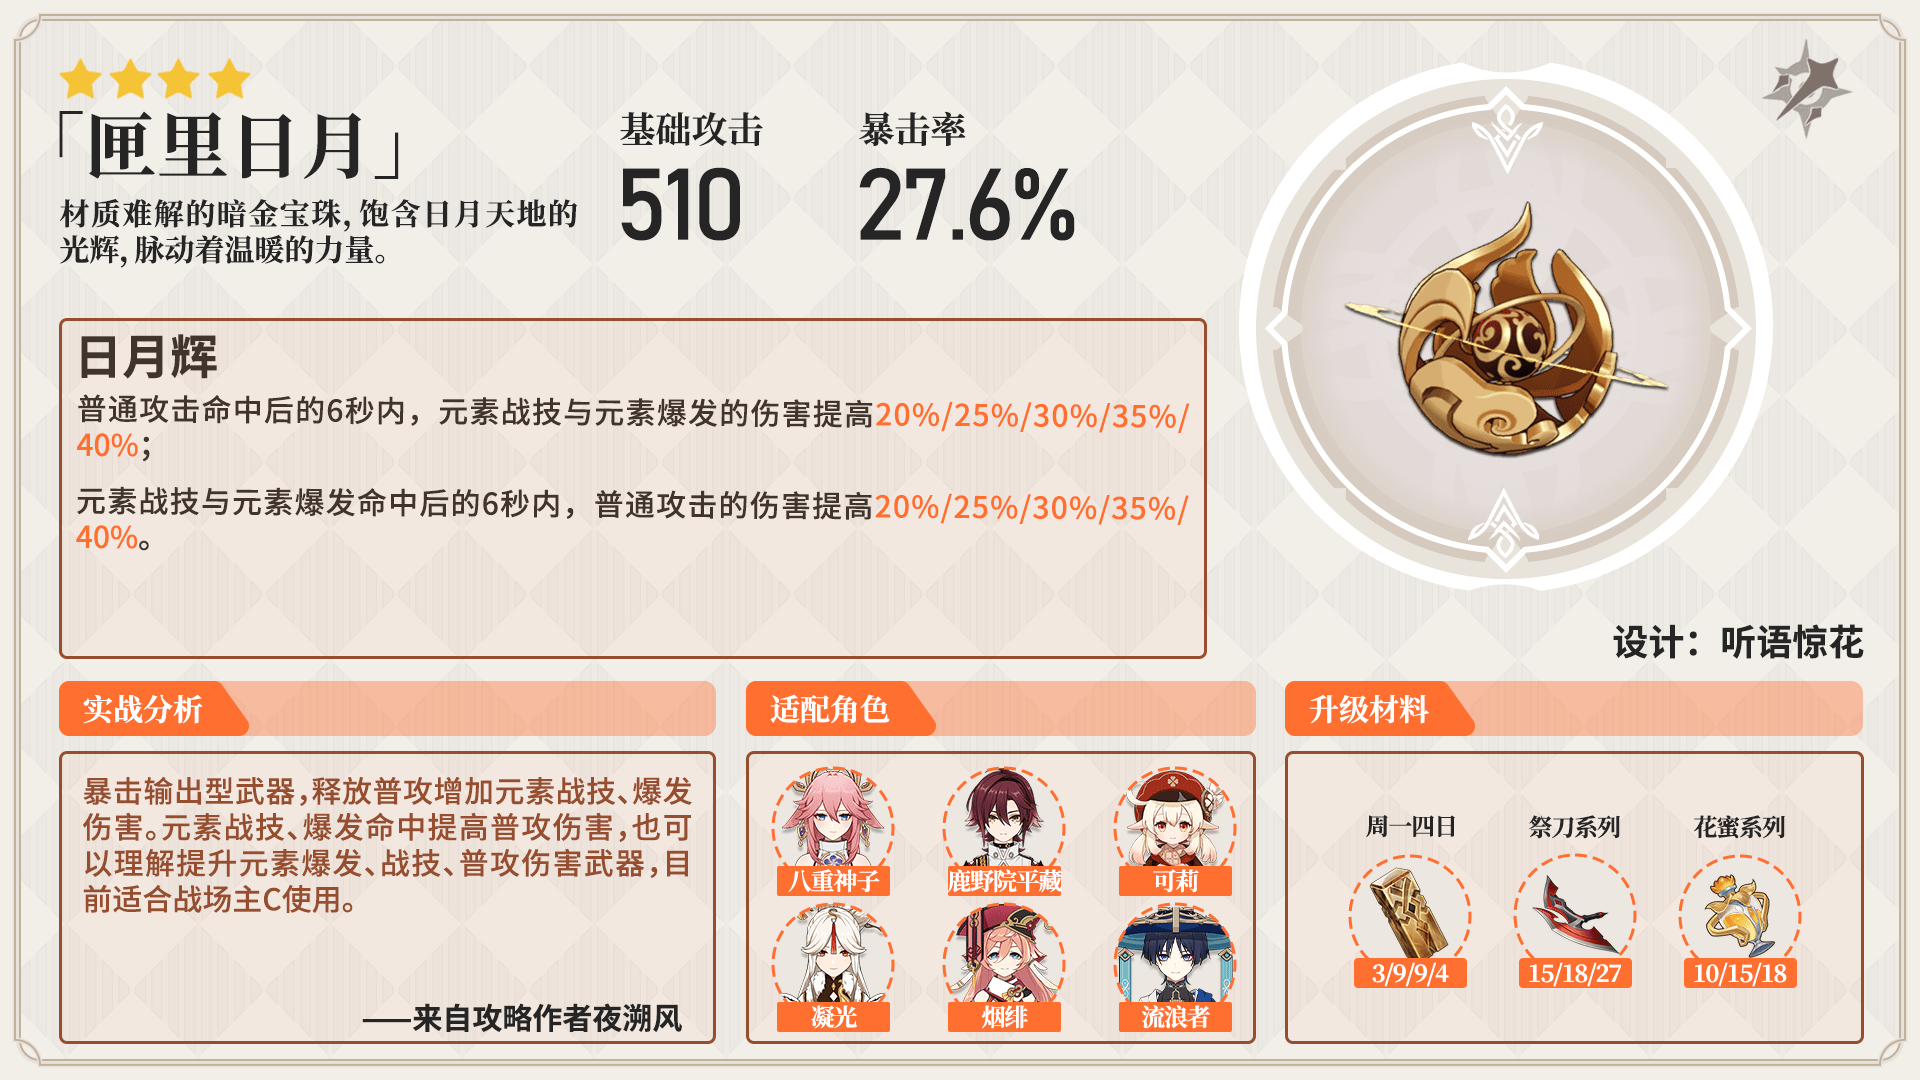 「匣里日月」
材质难解的暗金宝珠，饱含日月天地的
光辉，脉动着温暖的力量。
基础攻击
510
暴击率
27.6%
日月辉
普通攻击命中后的6秒内，元素战技与元素爆发的伤害提高20%/25%/30%/35%/
40%；
元素战技与元素爆发命中后的6秒内，普通攻击的伤害提高20%/25%/30%/35%/
40%。
设计：听语惊花
实战分析
暴击输出型武器，释放普攻增加元素战技、爆发
伤害。元素战技、爆发命中提高普攻伤害，也可
以理解提升元素爆发、战技、普攻伤害武器，目
前适合战场主C使用。
——来自攻略作者夜溯风
适配角色
八重神子
鹿野院平藏
可莉
凝光
烟绯
流浪者
升级材料
周一四日
祭刀系列
花蜜系列
3/9/9/4
15/18/27
10/15/18